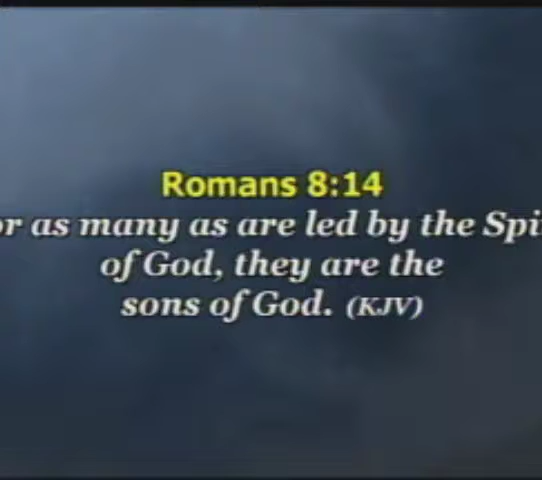 Romans 8:14
or as many as are led by the Spi
of God, they are the
sons of God. (KJV)